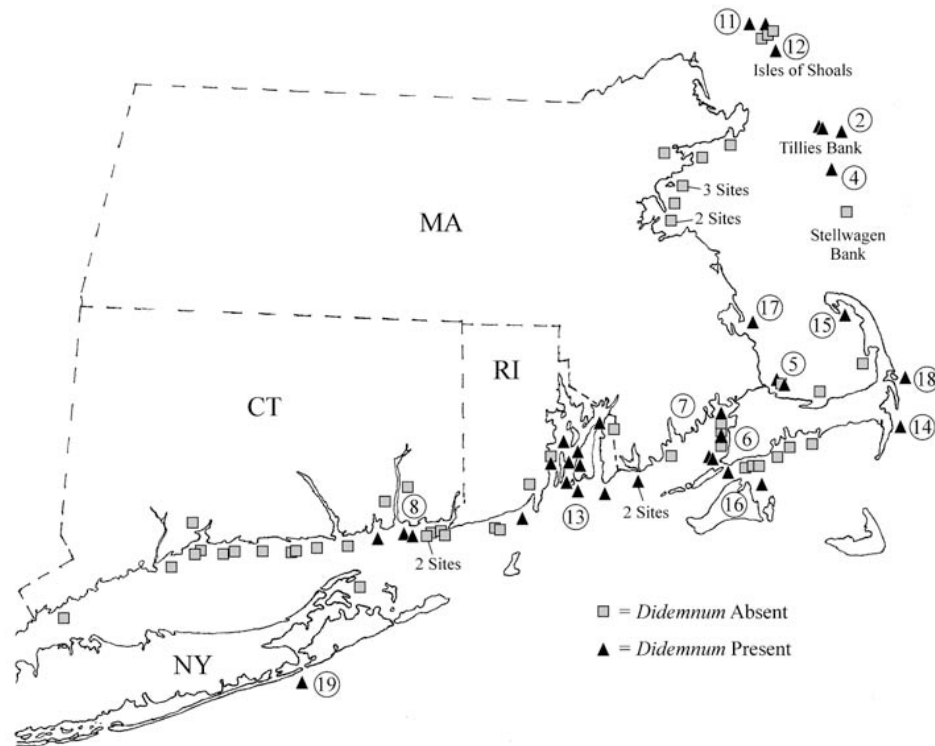 11
12
Isles of Shoals
2
Tillies Bank
4
3 Sites
2 Sites
Stellwagen
Bank
MA
17
15
5
18
RI
CT
7
6
14
8
13
2 Sites
16
2 Sites
= Didemnum Absent
= Didemnum Present
NY
19